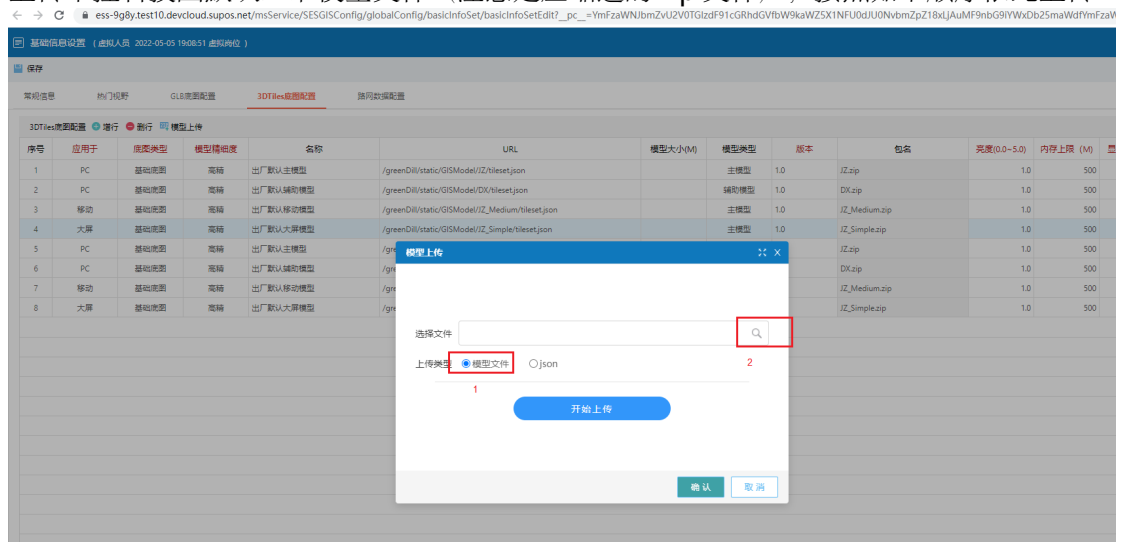 ess-9g8y.test10.devcloud.supos.net/msService/SESGISConfig/globalConfig/basicInfoSet/basicInfoSetEdit?__pc__=
基础信息设置 ( 虚拟人员 2022-05-05 19:08:51 虚拟岗位 )
保存
常规信息 热门视野 GLB底图配置 3DTiles底图配置 路网数据配置
3DTiles底图配置 增行 删行 模型上传
序号 应用于 底图类型 模型精细度 名称 URL 模型大小(M) 模型类型 版本 包名 亮度(0.0~5.0) 内存上限 (M)
1 PC 基础底图 高精 出厂默认主模型 /greenDill/static/GISModel/JZ/tileset.json 主模型 1.0 JZ.zip 1.0 500
2 PC 基础底图 高精 出厂默认辅助模型 /greenDill/static/GISModel/DX/tileset.json 辅助模型 1.0 DX.zip 1.0 500
3 移动 基础底图 高精 出厂默认移动模型 /greenDill/static/GISModel/JZ_Medium/tileset.json 主模型 1.0 JZ_Medium.zip 1.0 500
4 大屏 基础底图 高精 出厂默认大屏模型 /greenDill/static/GISModel/JZ_Simple/tileset.json 主模型 1.0 JZ_Simple.zip 1.0 500
5 PC 基础底图 高精 出厂默认主模型 /gre JZ.zip 1.0 500
6 PC 基础底图 高精 出厂默认辅助模型 /gre DX.zip 1.0 500
7 移动 基础底图 高精 出厂默认移动模型 /gre JZ_Medium.zip 1.0 500
8 大屏 基础底图 高精 出厂默认大屏模型 /gre JZ_Simple.zip 1.0 500
模型上传
选择文件
上传类型 模型文件 json
1
2
开始上传
确认 取消